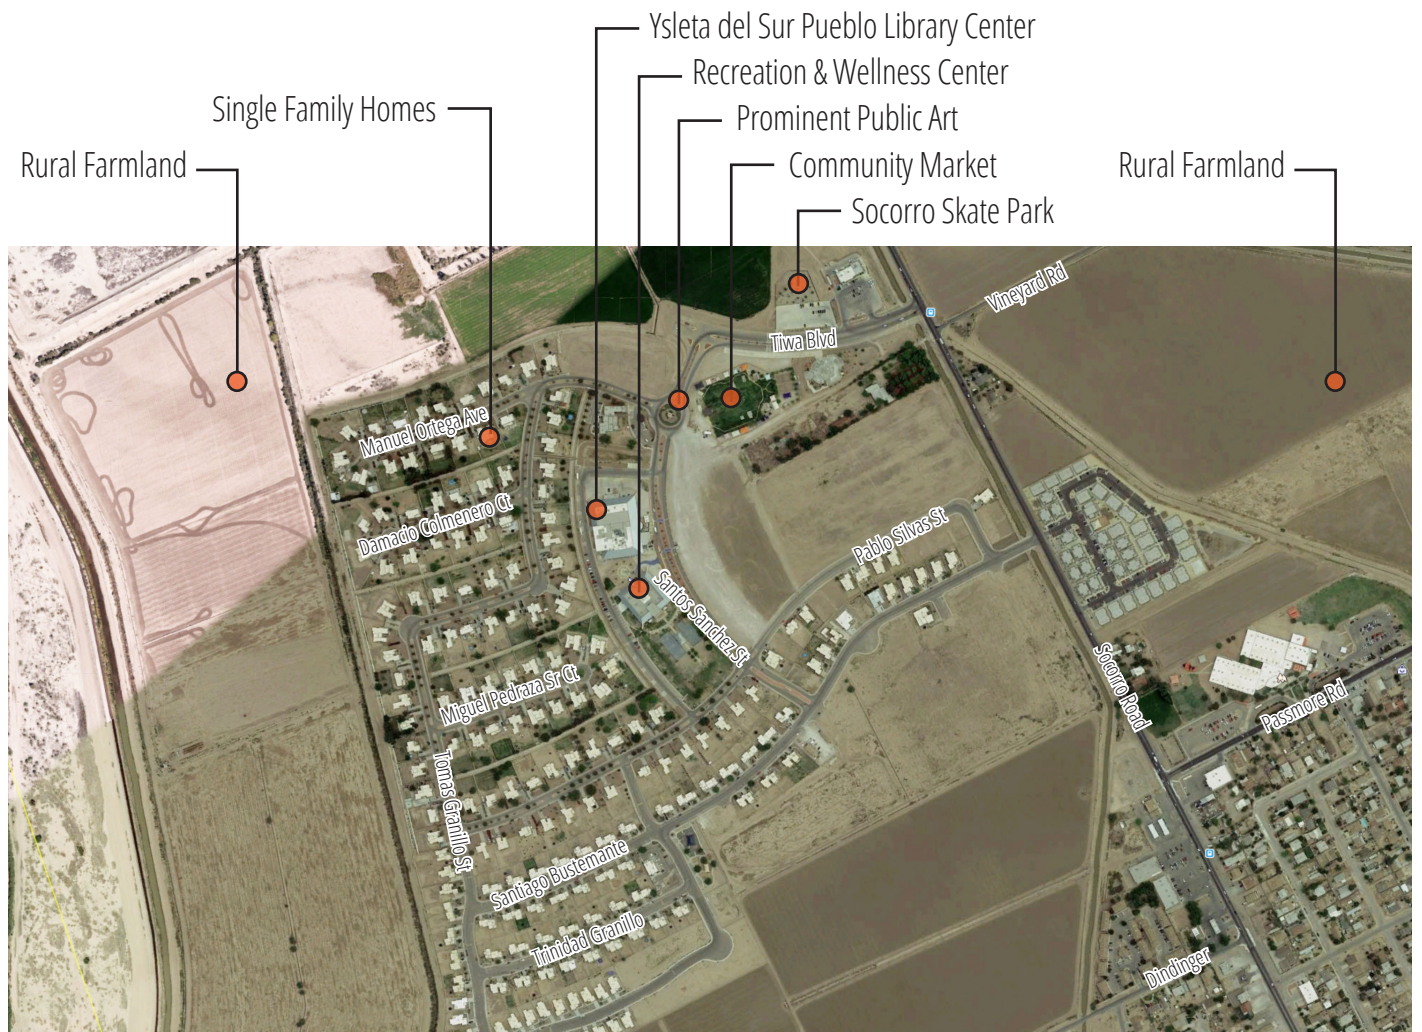 Ysleta del Sur Pueblo Library Center
Recreation & Wellness Center
Single Family Homes
Prominent Public Art
Rural Farmland
Community Market
Rural Farmland
Socorro Skate Park
Vineyard Rd
Tiwa Blvd
Manuel Ortega Ave
Damacio Colmenero Ct
Pablo Silvas St
Santos Sanchez St
Miguel Pedraza Sr Ct
Socorro Road
Passmore Rd
Tomas Granillo St
Santiago Bustemante
Trinidad Granillo
Dindinger